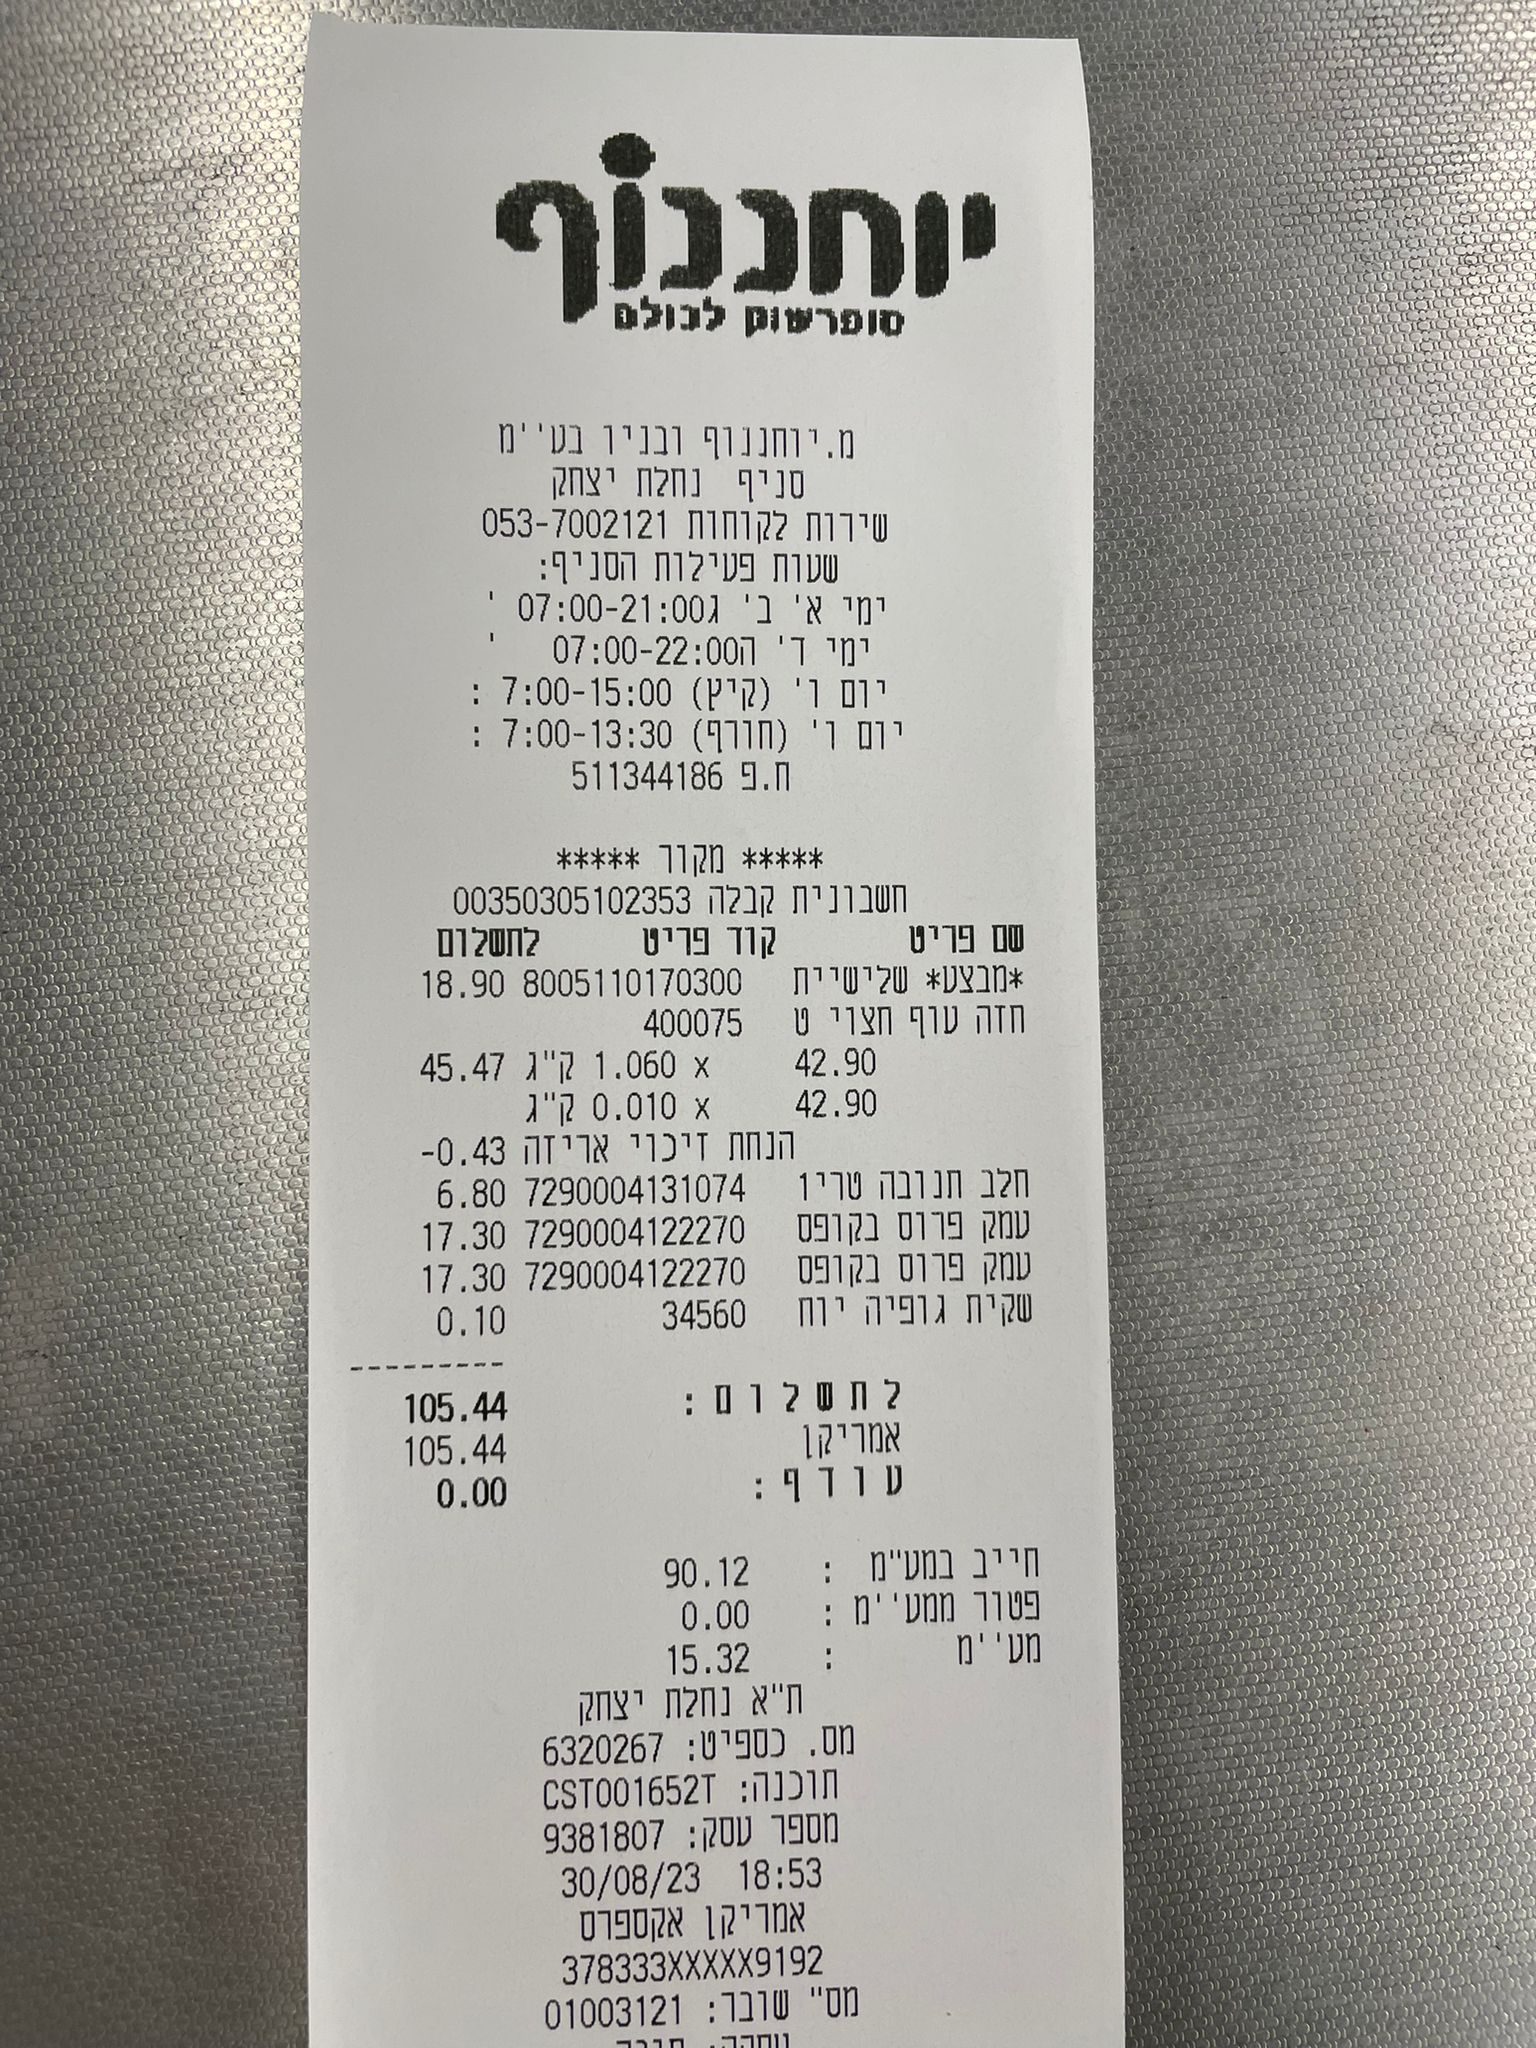 יוחננוף
סופרשוק לכולם
מ.יוחננוף ובניו בע''מ
סניף נחלת יצחק
שירות לקוחות 053-7002121
שעות פעילות הסניף:
ימי א' ב' ג07:00-21:00 '
ימי ד' ה07:00-22:00 '
יום ו' (קיץ) 7:00-15:00 :
יום ו' (חורף) 7:00-13:30 :
ח.פ 511344186
***** מקור *****
חשבונית קבלה 00350305102353
שם פריט קוד פריט לתשלום
*מבצע* שלישיית 8005110170300 18.90
חזה עוף חצוי ט 400075
42.90 x 1.060 ק"ג 45.47
42.90 x 0.010 ק"ג
הנחת זיכוי אריזה -0.43
חלב תנובה טרי1 7290004131074 6.80
עמק פרוס בקופס 7290004122270 17.30
עמק פרוס בקופס 7290004122270 17.30
שקית גופיה יוח 34560 0.10
---------
לתשלום: 105.44
אמריקן 105.44
עודף: 0.00
חייב במע"מ : 90.12
פטור ממע''מ : 0.00
מע''מ : 15.32
ת"א נחלת יצחק
מס. כספיט: 6320267
תוכנה: CST001652T
מספר עסק: 9381807
30/08/23 18:53
אמריקן אקספרס
378333XXXXX9192
מס" שובר: 01003121